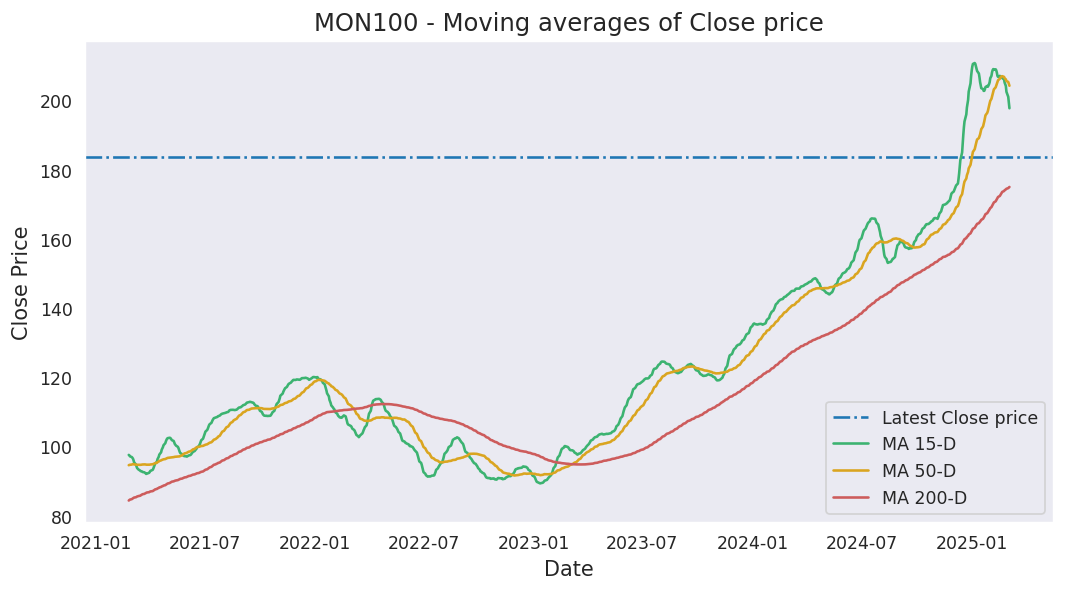 MON100 - Moving averages of Close price
Close Price
200
180
160
140
120
100
80
2021-01 2021-07 2022-01 2022-07 2023-01 2023-07 2024-01 2024-07 2025-01
Date
Latest Close price
MA 15-D
MA 50-D
MA 200-D